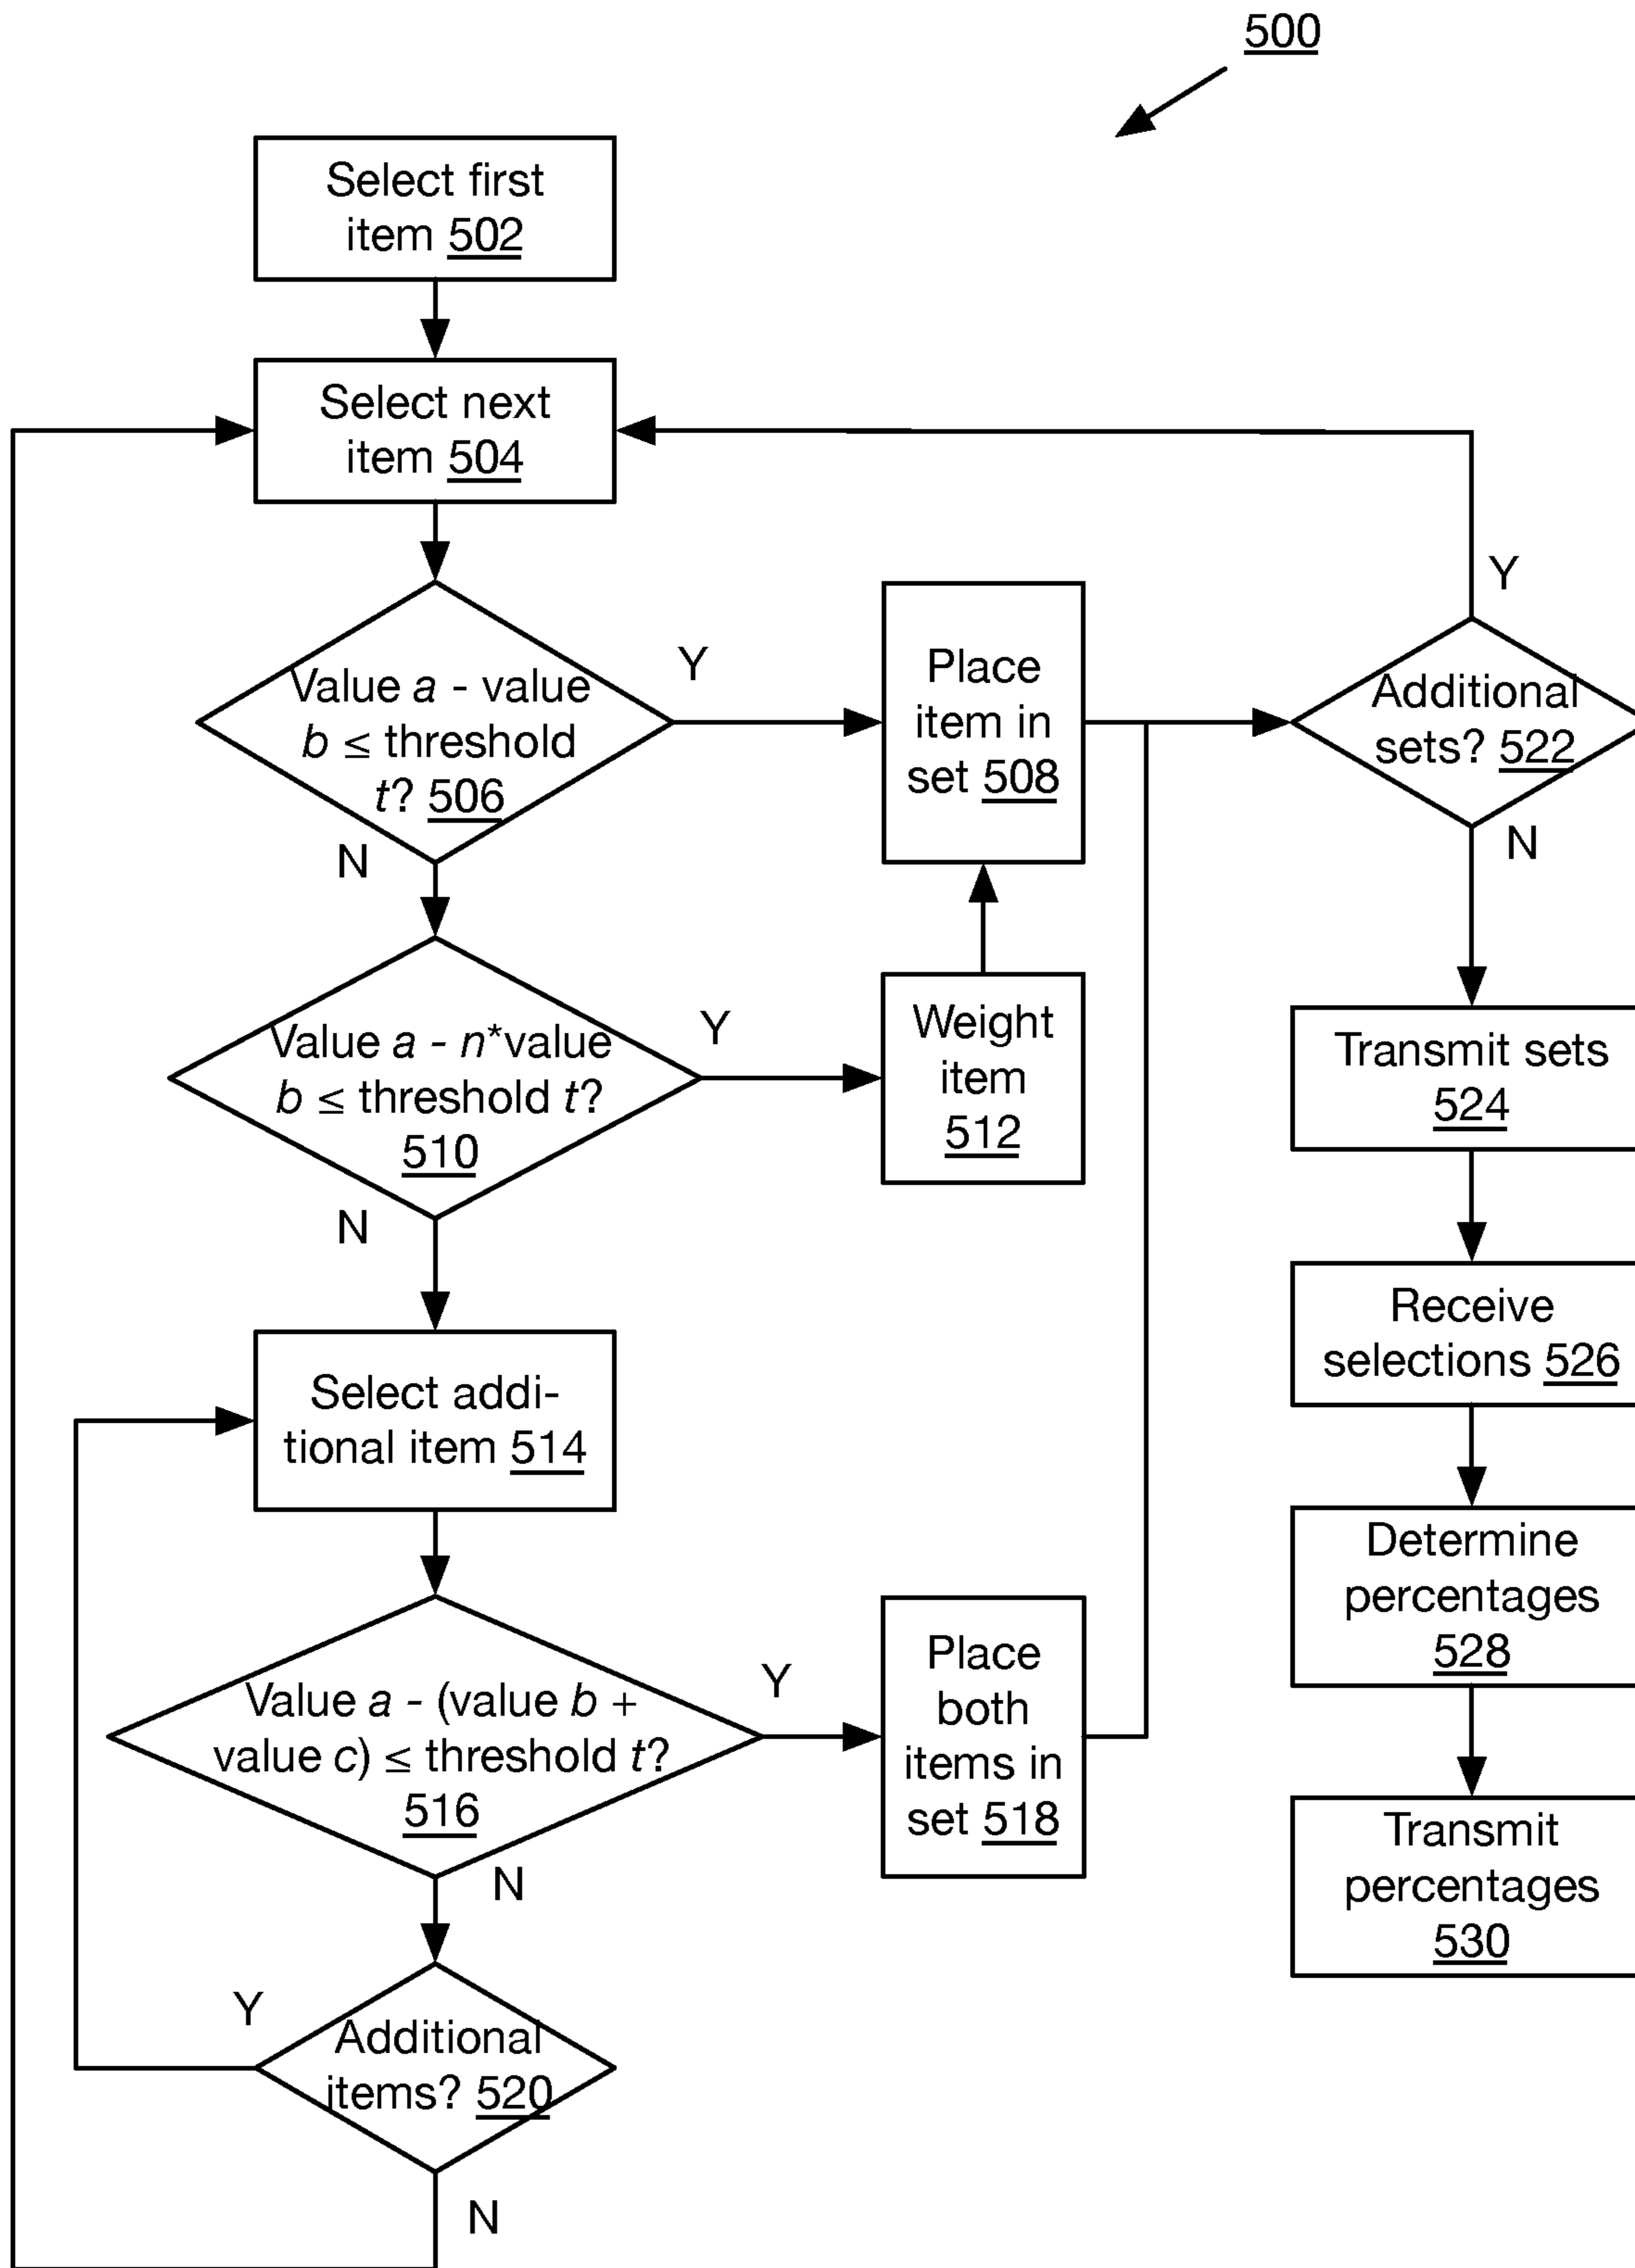 500
Select first
item 502
Select next
item 504
Value a - value
b ≤ threshold
t? 506
Y
N
Place
item in
set 508
Additional
sets? 522
Y
N
Value a - n*value
b ≤ threshold t?
510
Y
N
Weight
item
512
Transmit sets
524
Receive
selections 526
Select addi-
tional item 514
Determine
percentages
528
Value a - (value b +
value c) ≤ threshold t?
516
Y
N
Place
both
items in
set 518
Transmit
percentages
530
Additional
items? 520
Y
N